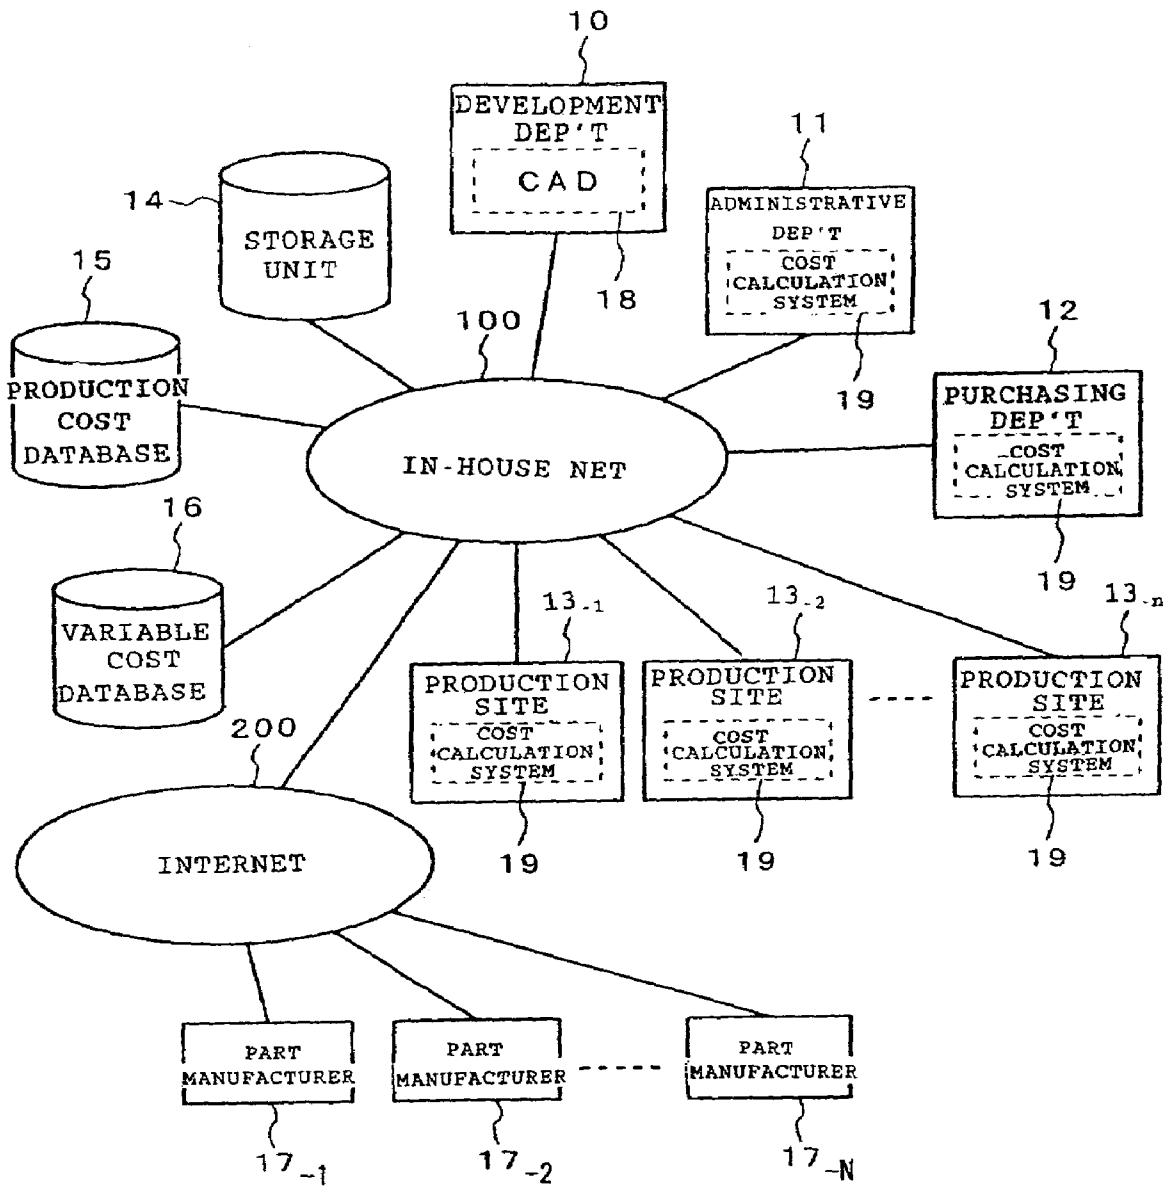 10
DEVELOPMENT
DEP'T
CAD
18
11
ADMINISTRATIVE
DEP'T
COST
CALCULATION
SYSTEM
19
14
STORAGE
UNIT
15
PRODUCTION
COST
DATABASE
100
IN-HOUSE NET
12
PURCHASING
DEP'T
COST
CALCULATION
SYSTEM
19
16
VARIABLE
COST
DATABASE
13-1
PRODUCTION
SITE
COST
CALCULATION
SYSTEM
19
13-2
PRODUCTION
SITE
COST
CALCULATION
SYSTEM
19
13-n
PRODUCTION
SITE
COST
CALCULATION
SYSTEM
19
200
INTERNET
PART
MANUFACTURER
17-1
PART
MANUFACTURER
17-2
PART
MANUFACTURER
17-N